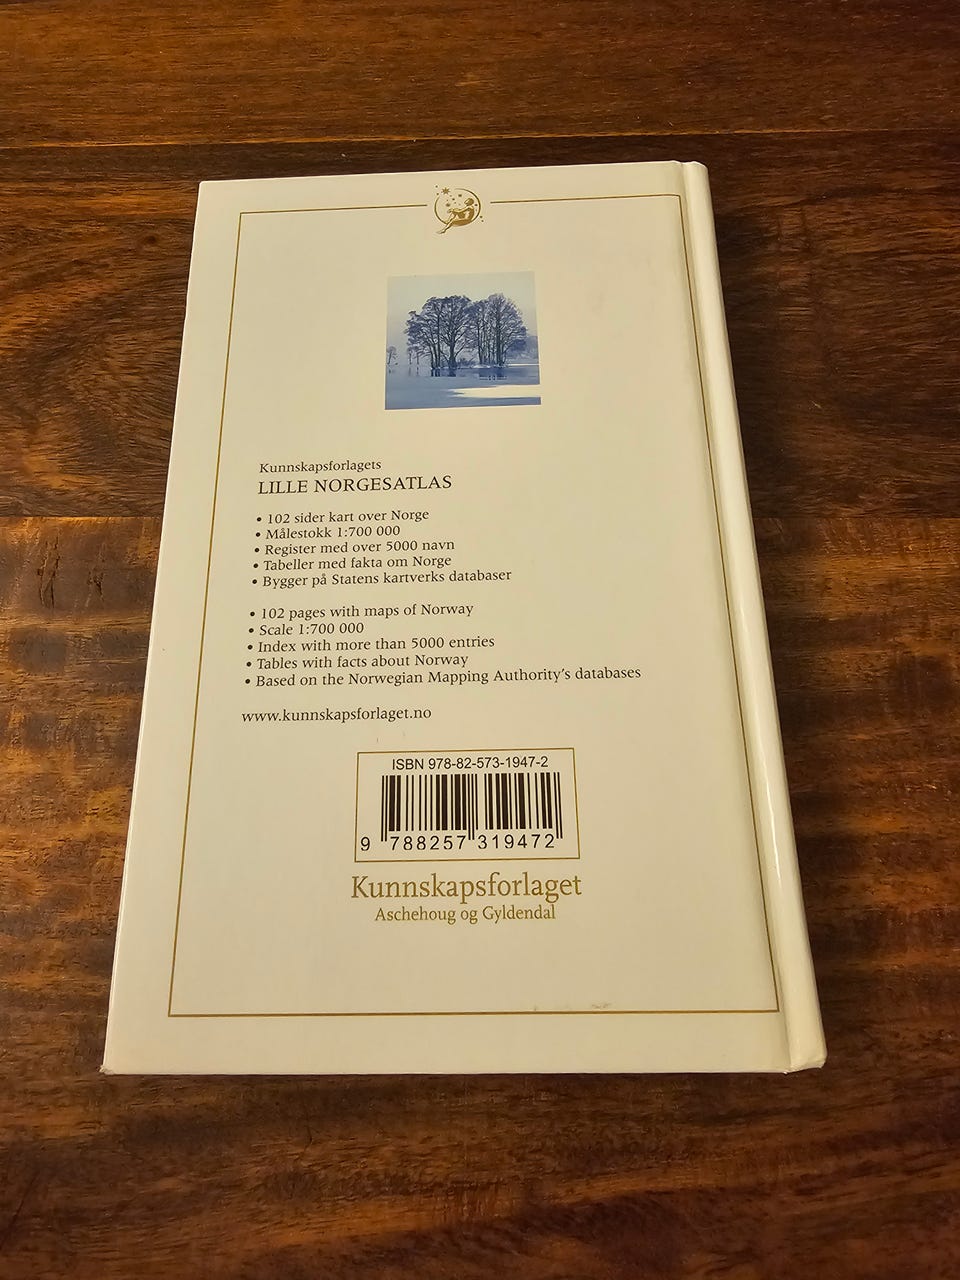 Kunnskapsforlagets
LILLE NORGESATLAS
• 102 sider kart over Norge
• Målestokk 1:700 000
• Register med over 5000 navn
• Tabeller med fakta om Norge
• Bygger på Statens kartverks databaser
• 102 pages with maps of Norway
• Scale 1:700 000
• Index with more than 5000 entries
• Tables with facts about Norway
• Based on the Norwegian Mapping Authority's databases
www.kunnskapsforlaget.no
ISBN 978-82-573-1947-2
9 788257 319472
Kunnskapsforlaget
Aschehoug og Gyldendal